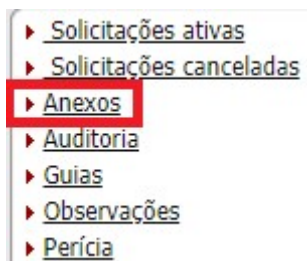 Solicitações ativas
Solicitações canceladas
Anexos
Auditoria
Guias
Observações
Perícia